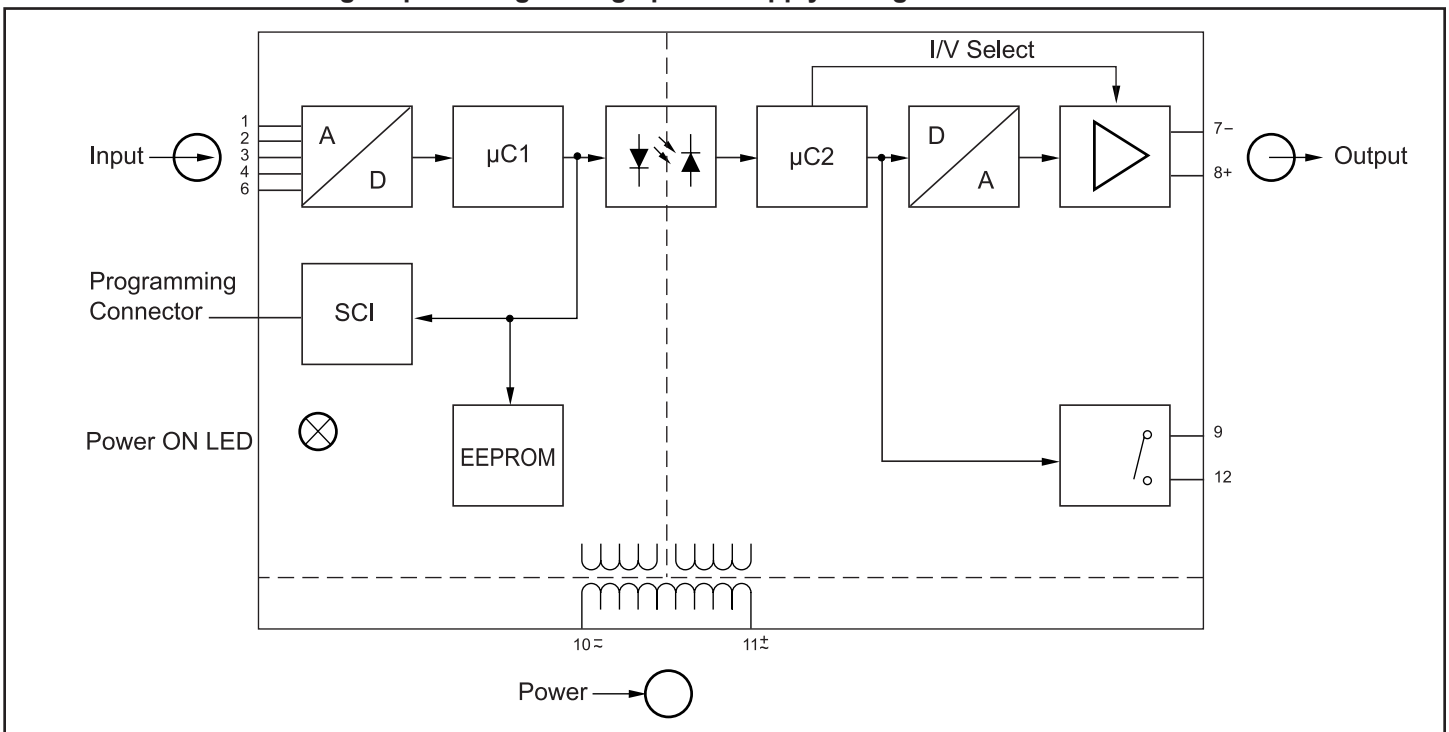 I/V Select
1
2
3
4
6
Input
A
D
µC1
µC2
D
A
7−
8+
Output
Programming
Connector
SCI
Power ON LED
EEPROM
9
12
10
11
Power